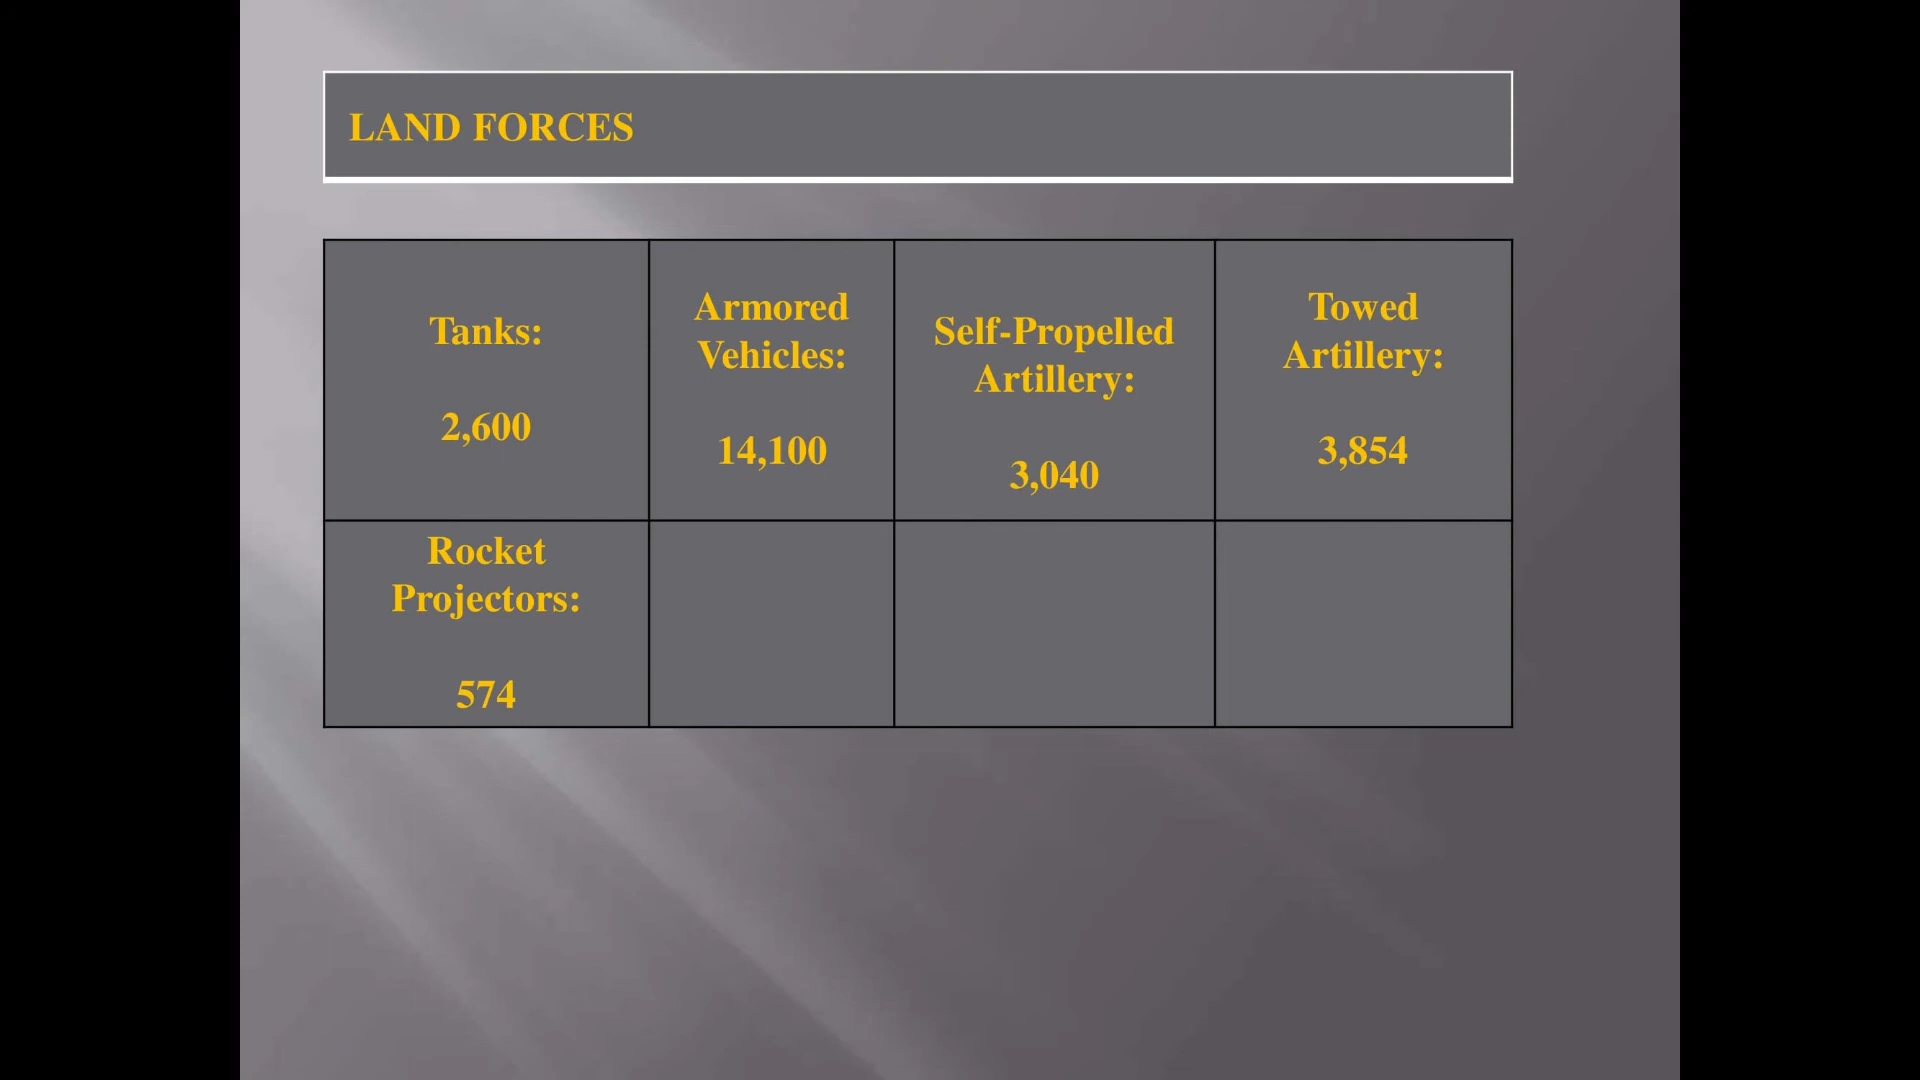 LAND FORCES
Tanks:
2,600
Armored
Vehicles:
14,100
Self-Propelled
Artillery:
3,040
Towed
Artillery:
3,854
Rocket
Projectors:
574